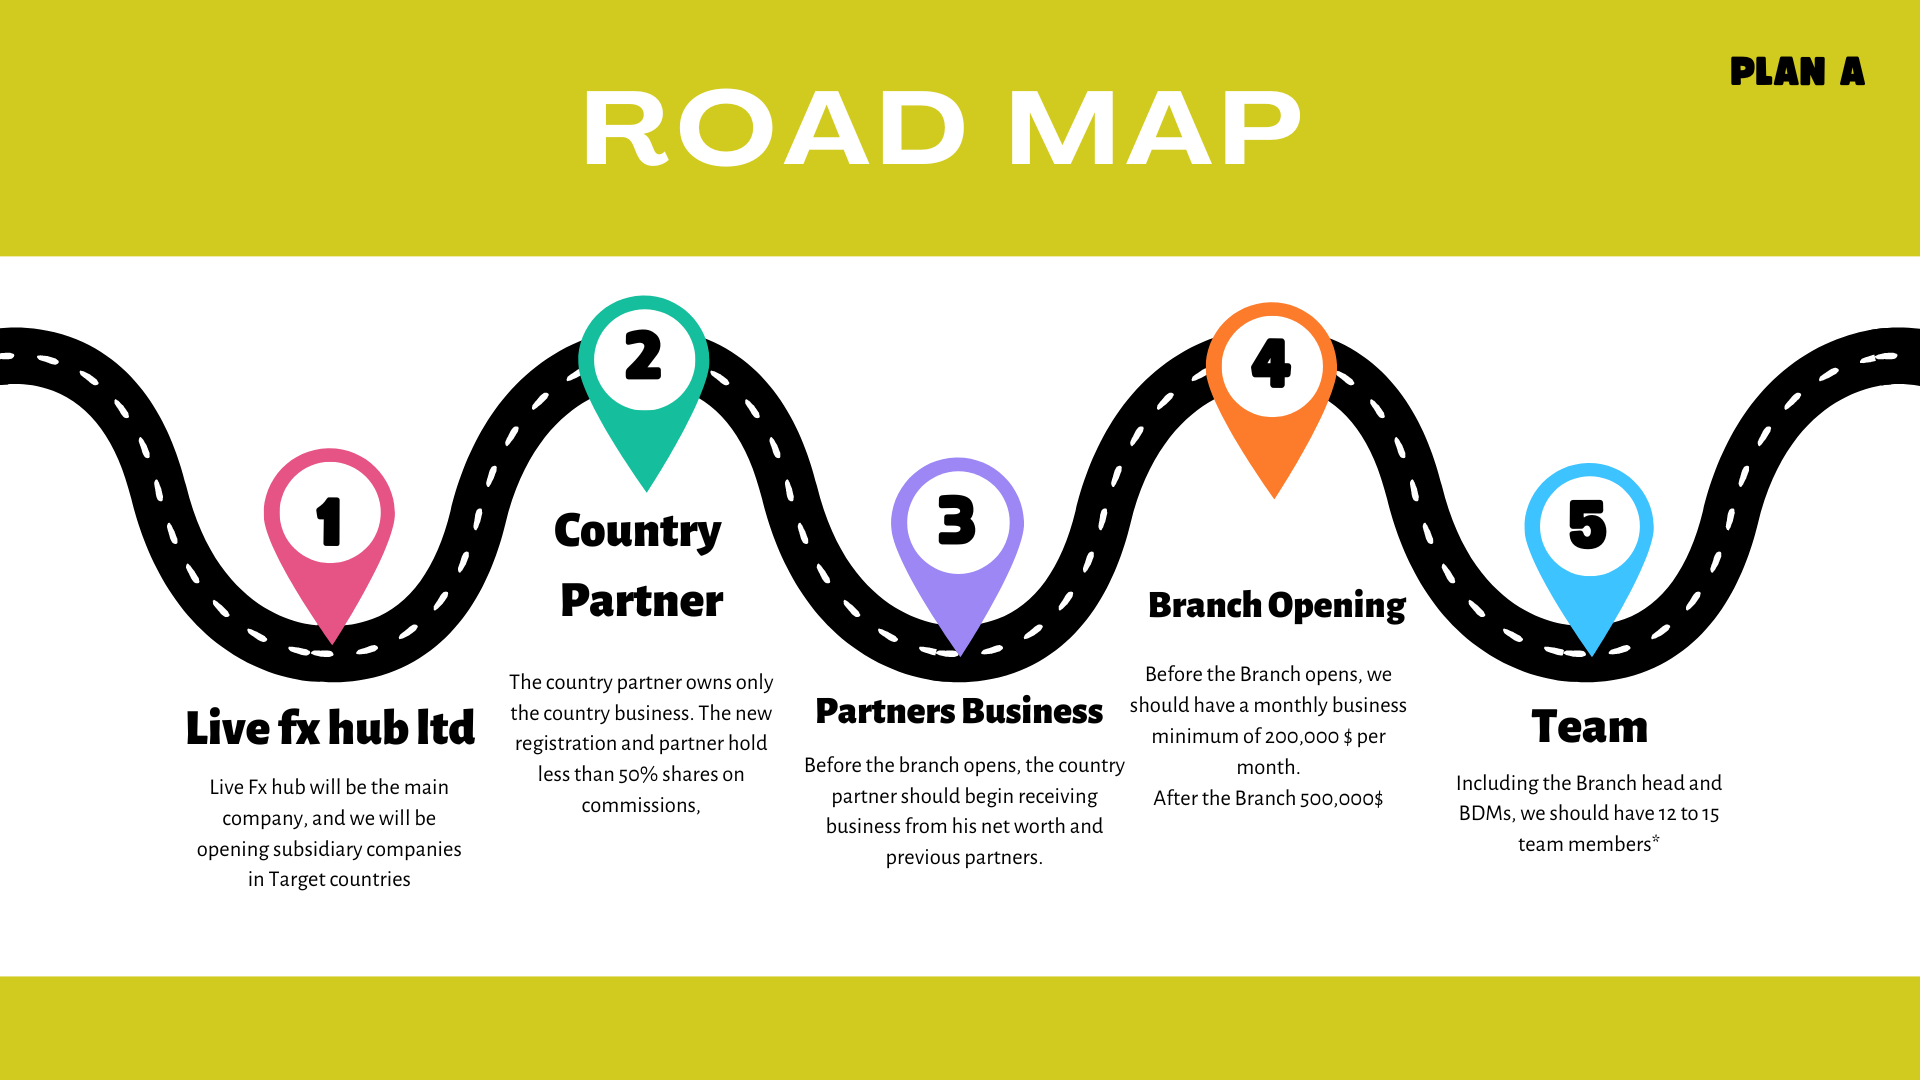 ROAD MAP
PLAN A
1
Live fx hub ltd
Live Fx hub will be the main
company, and we will be
opening subsidiary companies
in Target countries
2
Country
Partner
The country partner owns only
the country business. The new
registration and partner hold
less than 50% shares on
commissions,
3
Partners Business
Before the branch opens, the country
partner should begin receiving
business from his net worth and
previous partners.
4
Branch Opening
Before the Branch opens, we
should have a monthly business
minimum of 200,000 $ per
month.
After the Branch 500,000$
5
Team
Including the Branch head and
BDMs, we should have 12 to 15
team members*